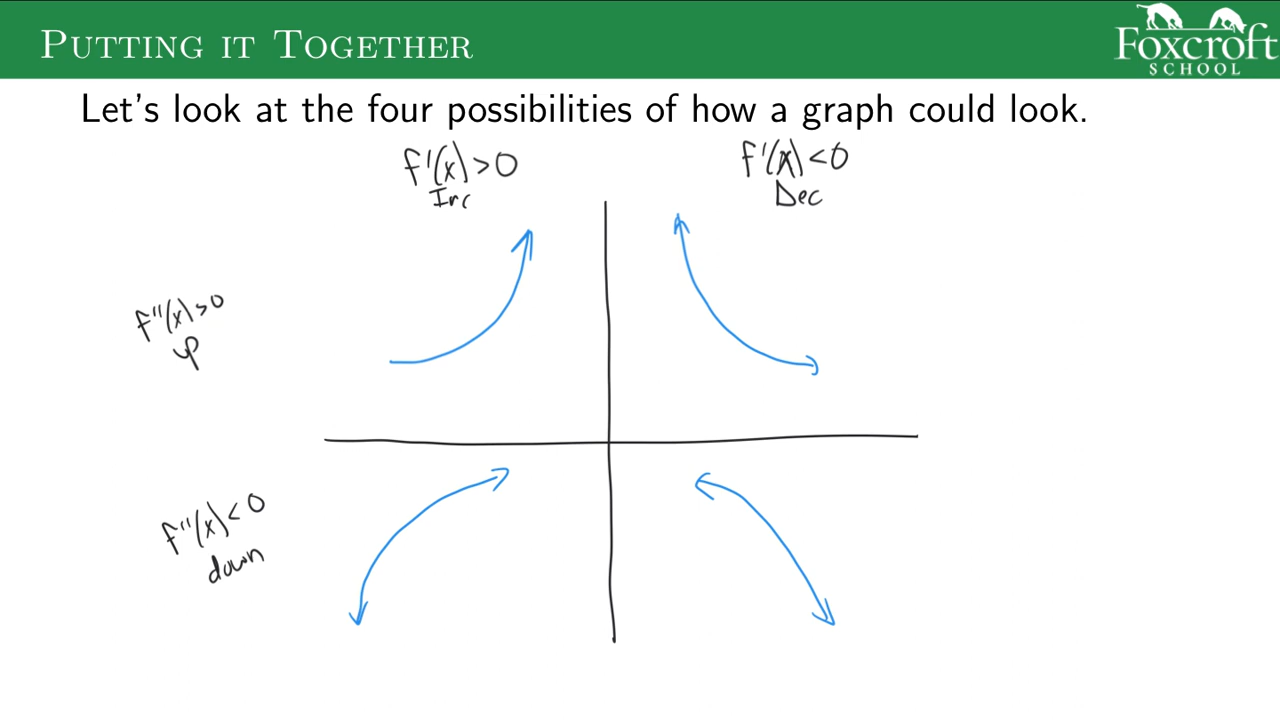 PUTTING IT TOGETHER
Foxcroft
SCHOOL
Let's look at the four possibilities of how a graph could look.
f'(x)>0
Inc
f'(x)<0
Dec
f''(x)>0
up
f''(x)<0
down